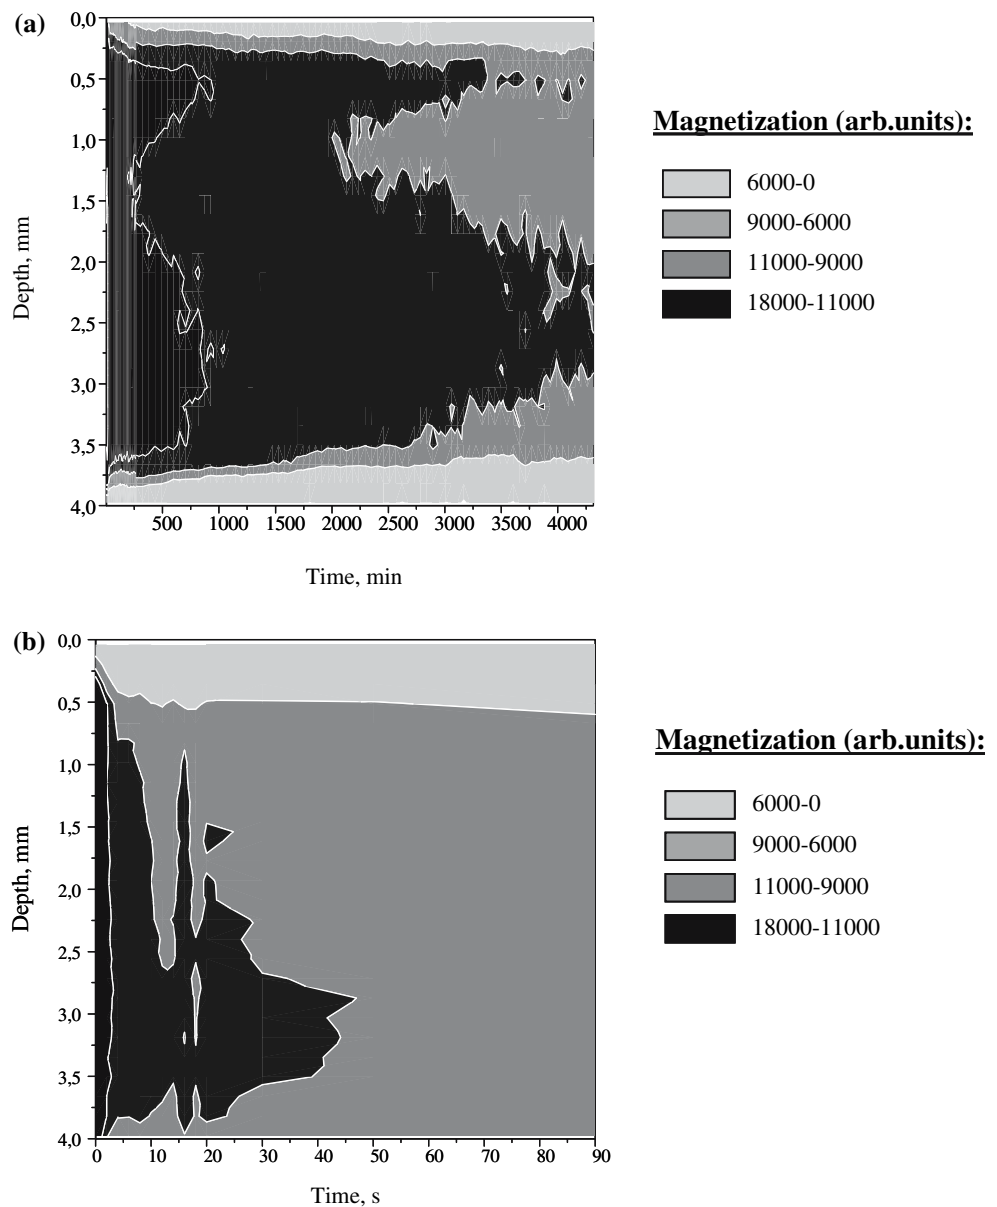 (a)
0,0
0,5
1,0
1,5
2,0
2,5
3,0
3,5
4,0
Depth, mm
500 1000 1500 2000 2500 3000 3500 4000
Time, min
Magnetization (arb.units):
6000-0
9000-6000
11000-9000
18000-11000
(b)
0,0
0,5
1,0
1,5
2,0
2,5
3,0
3,5
4,0
Depth, mm
0 10 20 30 40 50 60 70 80 90
Time, s
Magnetization (arb.units):
6000-0
9000-6000
11000-9000
18000-11000